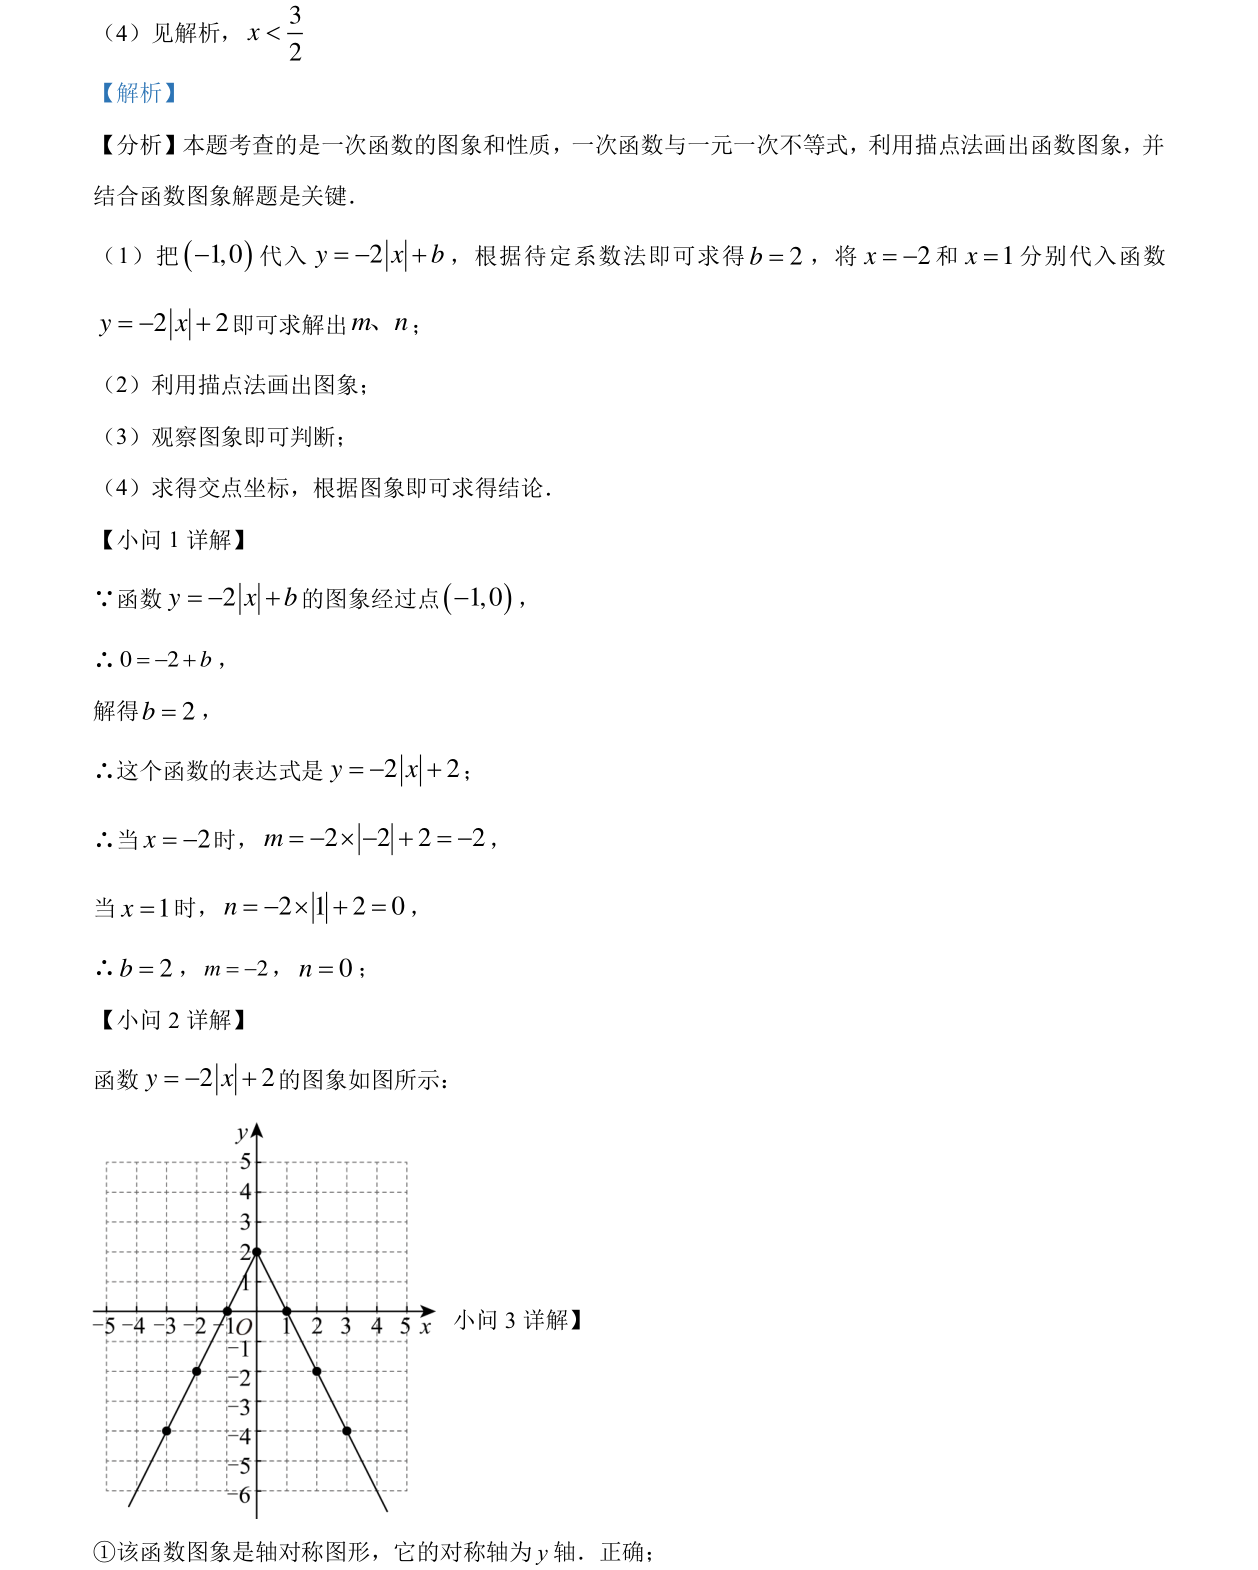 （4）见解析，x < 3/2
【解析】
【分析】本题考查的是一次函数的图象和性质，一次函数与一元一次不等式，利用描点法画出函数图象，并
结合函数图象解题是关键．
（1）把(−1,0)代入 y = −2|x| + b，根据待定系数法即可求得b = 2，将 x = −2和 x = 1分别代入函数
y = −2|x| + 2即可求解出m、n；
（2）利用描点法画出图象；
（3）观察图象即可判断；
（4）求得交点坐标，根据图象即可求得结论．
【小问 1 详解】
∵函数 y = −2|x| + b的图象经过点(−1,0)，
∴0 = −2 + b，
解得b = 2，
∴这个函数的表达式是 y = −2|x| + 2；
∴当 x = −2时，m = −2×|−2| + 2 = −2，
当 x = 1时，n = −2×|1| + 2 = 0，
∴b = 2，m = −2，n = 0；
【小问 2 详解】
函数 y = −2|x| + 2的图象如图所示：
y
5
4
3
2
1
−5 −4 −3 −2 −1 O 1 2 3 4 5 x
小问 3 详解】
−1
−2
−3
−4
−5
−6
①该函数图象是轴对称图形，它的对称轴为 y 轴．正确；